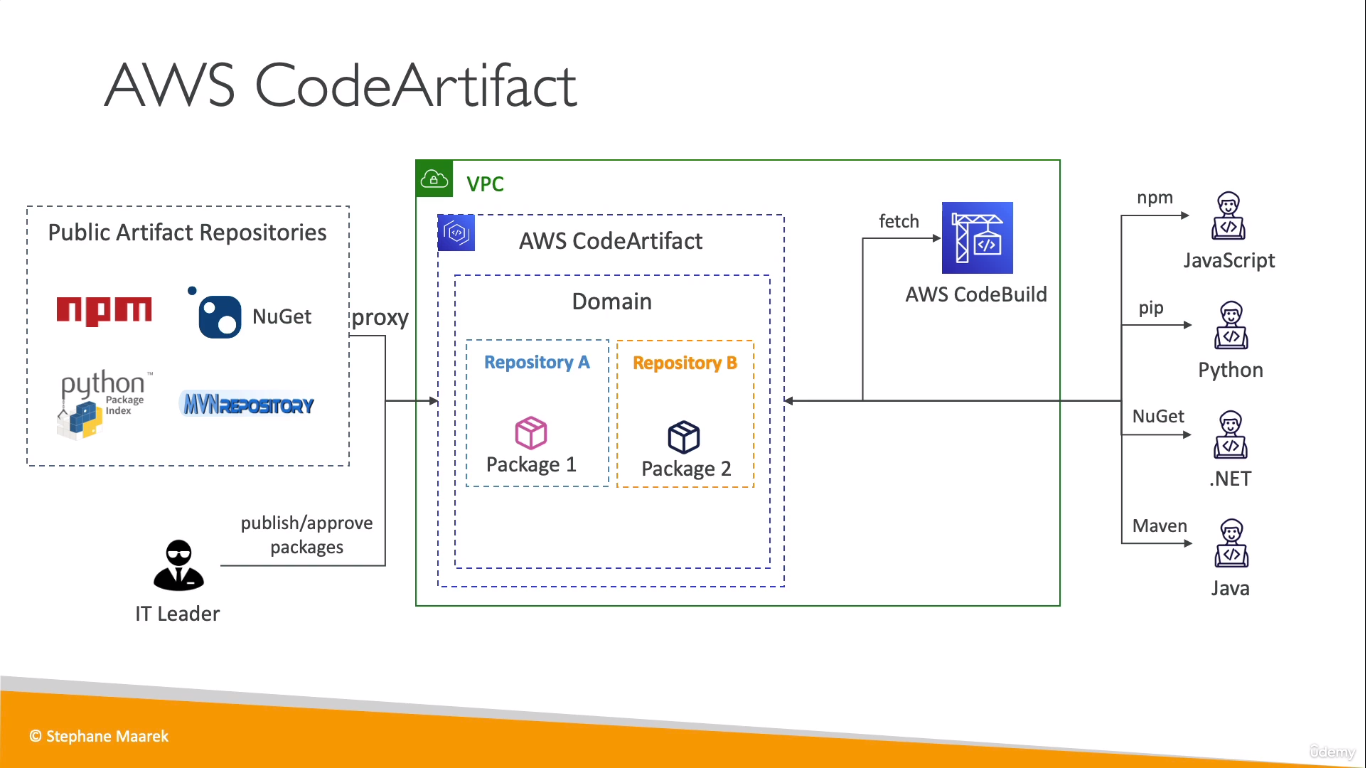 AWS CodeArtifact
VPC
Public Artifact Repositories
npm
NuGet
python™
Package
Index
MVNREPOSITORY
proxy
publish/approve
packages
IT Leader
AWS CodeArtifact
Domain
Repository A
Package 1
Repository B
Package 2
fetch
AWS CodeBuild
npm
JavaScript
pip
Python
NuGet
.NET
Maven
Java
© Stephane Maarek
ûdemy